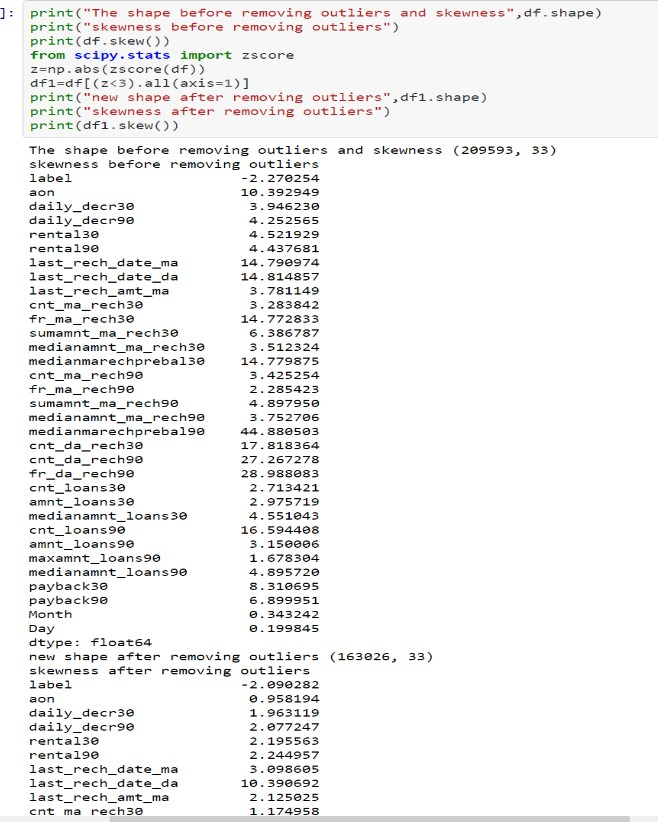 ]: print("The shape before removing outliers and skewness",df.shape)
print("skewness before removing outliers")
print(df.skew())
from scipy.stats import zscore
z=np.abs(zscore(df))
df1=df[(z<3).all(axis=1)]
print("new shape after removing outliers",df1.shape)
print("skewness after removing outliers")
print(df1.skew())
The shape before removing outliers and skewness (209593, 33)
skewness before removing outliers
label -2.270254
aon 10.392949
daily_decr30 3.946230
daily_decr90 4.252565
rental30 4.521929
rental90 4.437681
last_rech_date_ma 14.790974
last_rech_date_da 14.814857
last_rech_amt_ma 3.781149
cnt_ma_rech30 3.283842
fr_ma_rech30 14.772833
sumamnt_ma_rech30 6.386787
medianamnt_ma_rech30 3.512324
medianmarechprebal30 14.779875
cnt_ma_rech90 3.425254
fr_ma_rech90 2.285423
sumamnt_ma_rech90 4.897950
medianamnt_ma_rech90 3.752706
medianmarechprebal90 44.880503
cnt_da_rech30 17.818364
cnt_da_rech90 27.267278
fr_da_rech90 28.988083
cnt_loans30 2.713421
amnt_loans30 2.975719
medianamnt_loans30 4.551043
cnt_loans90 16.594408
amnt_loans90 3.150006
maxamnt_loans90 1.678304
medianamnt_loans90 4.895720
payback30 8.310695
payback90 6.899951
Month 0.343242
Day 0.199845
dtype: float64
new shape after removing outliers (163026, 33)
skewness after removing outliers
label -2.090282
aon 0.958194
daily_decr30 1.963119
daily_decr90 2.077247
rental30 2.195563
rental90 2.244957
last_rech_date_ma 3.098605
last_rech_date_da 10.390692
last_rech_amt_ma 2.125025
cnt_ma_rech30 1.174958